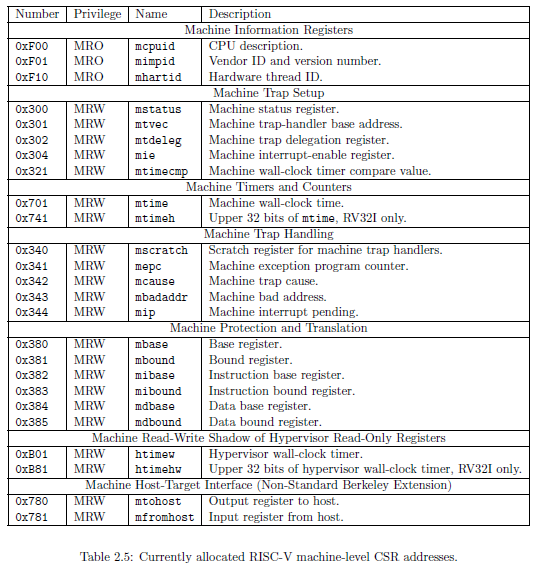 Number Privilege Name Description
Machine Information Registers
0xF00 MRO mcpuid CPU description.
0xF01 MRO mimpid Vendor ID and version number.
0xF10 MRO mhartid Hardware thread ID.
Machine Trap Setup
0x300 MRW mstatus Machine status register.
0x301 MRW mtvec Machine trap-handler base address.
0x302 MRW mtdeleg Machine trap delegation register.
0x304 MRW mie Machine interrupt-enable register.
0x321 MRW mtimecmp Machine wall-clock timer compare value.
Machine Timers and Counters
0x701 MRW mtime Machine wall-clock time.
0x741 MRW mtimeh Upper 32 bits of mtime, RV32I only.
Machine Trap Handling
0x340 MRW mscratch Scratch register for machine trap handlers.
0x341 MRW mepc Machine exception program counter.
0x342 MRW mcause Machine trap cause.
0x343 MRW mbadaddr Machine bad address.
0x344 MRW mip Machine interrupt pending.
Machine Protection and Translation
0x380 MRW mbase Base register.
0x381 MRW mbound Bound register.
0x382 MRW mibase Instruction base register.
0x383 MRW mibound Instruction bound register.
0x384 MRW mdbase Data base register.
0x385 MRW mdbound Data bound register.
Machine Read-Write Shadow of Hypervisor Read-Only Registers
0xB01 MRW htimew Hypervisor wall-clock timer.
0xB81 MRW htimehw Upper 32 bits of hypervisor wall-clock timer, RV32I only.
Machine Host-Target Interface (Non-Standard Berkeley Extension)
0x780 MRW mtohost Output register to host.
0x781 MRW mfromhost Input register from host.
Table 2.5: Currently allocated RISC-V machine-level CSR addresses.